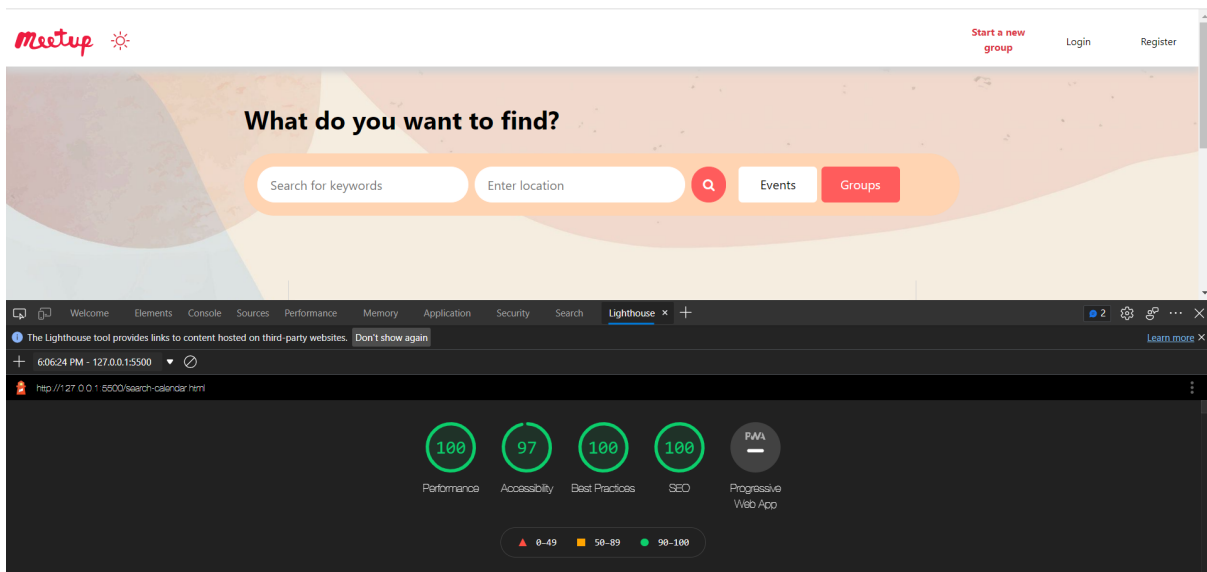 Meetup
Start a new
group
Login
Register
What do you want to find?
Search for keywords
Enter location
Events
Groups
Welcome Elements Console Sources Performance Memory Application Security Search Lighthouse × 2
The Lighthouse tool provides links to content hosted on third-party websites. Don't show again Learn more
6:06:24 PM - 127.0.0.1:5500
http://127.0.0.1:5500/search-calendar.html
100 97 100 100 PWA
Performance Accessibility Best Practices SEO Progressive
Web App
0–49 50–89 90–100